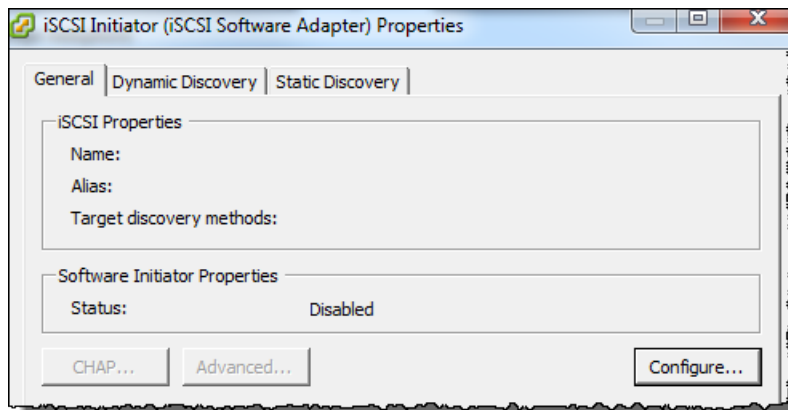 iSCSI Initiator (iSCSI Software Adapter) Properties
General Dynamic Discovery Static Discovery
iSCSI Properties
Name:
Alias:
Target discovery methods:
Software Initiator Properties
Status: Disabled
CHAP... Advanced... Configure...